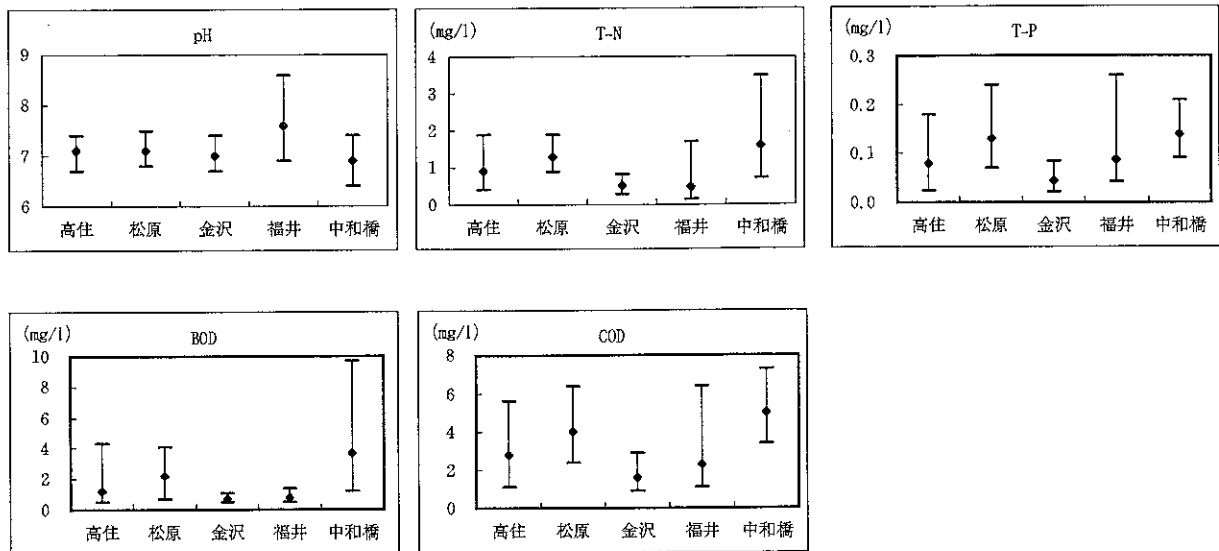 pH
9
8
7
6
高住 松原 金沢 福井 中和橋
(mg/l)
T-N
4
3
2
1
0
高住 松原 金沢 福井 中和橋
(mg/l)
T-P
0.3
0.2
0.1
0.0
高住 松原 金沢 福井 中和橋
(mg/l)
BOD
10
8
6
4
2
0
高住 松原 金沢 福井 中和橋
(mg/l)
COD
8
6
4
2
0
高住 松原 金沢 福井 中和橋